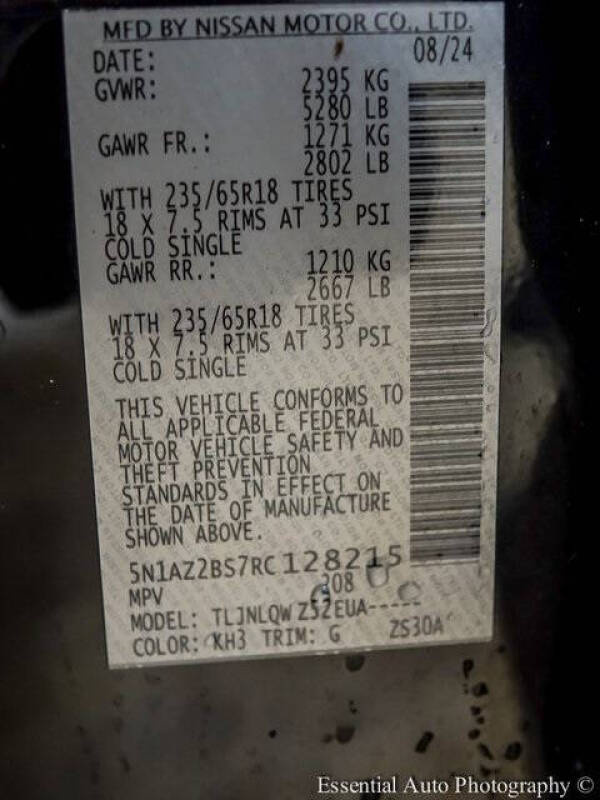 MFD BY NISSAN MOTOR CO., LTD.
DATE: 08/24
GVWR: 2395 KG
5280 LB
GAWR FR.: 1271 KG
2802 LB
WITH 235/65R18 TIRES
18 X 7.5 RIMS AT 33 PSI
COLD SINGLE
GAWR RR.: 1210 KG
2667 LB
WITH 235/65R18 TIRES
18 X 7.5 RIMS AT 33 PSI
COLD SINGLE
THIS VEHICLE CONFORMS TO
ALL APPLICABLE FEDERAL
MOTOR VEHICLE SAFETY AND
THEFT PREVENTION
STANDARDS IN EFFECT ON
THE DATE OF MANUFACTURE
SHOWN ABOVE.
5N1AZ2BS7RC128215
MPV 308
MODEL: TLJNLQW Z52EUA-----
COLOR: KH3 TRIM: G ZS30A
Essential Auto Photography ©